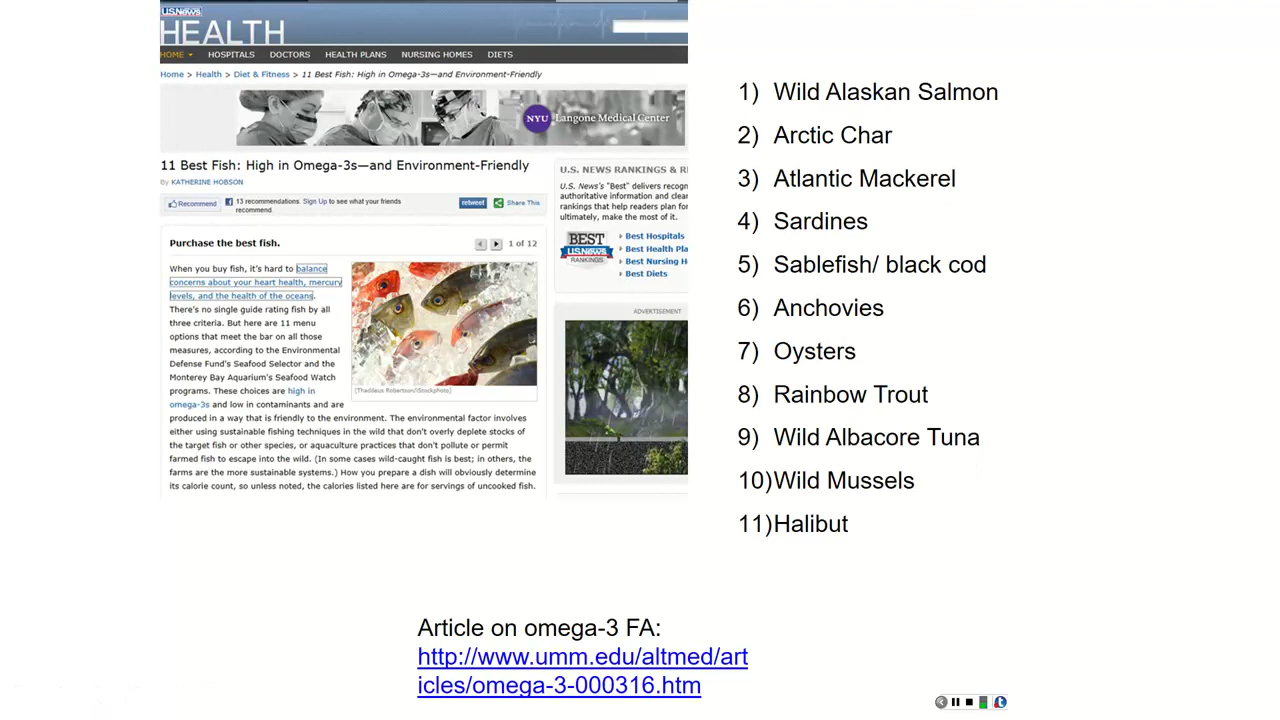 U.S.News
HEALTH
HOME HOSPITALS DOCTORS HEALTH PLANS NURSING HOMES DIETS
Home > Health > Diet & Fitness > 11 Best Fish: High in Omega-3s—and Environment-Friendly
NYU Langone Medical Center
11 Best Fish: High in Omega-3s—and Environment-Friendly
By KATHERINE HOBSON
Recommend 13 recommendations. Sign Up to see what your friends
recommend.
retweet Share This
Purchase the best fish.
1 of 12
When you buy fish, it's hard to balance
concerns about your heart health, mercury
levels, and the health of the oceans.
There's no single guide rating fish by all
three criteria. But here are 11 menu
options that meet the bar on all those
measures, according to the Environmental
Defense Fund's Seafood Selector and the
Monterey Bay Aquarium's Seafood Watch
programs. These choices are high in
omega-3s and low in contaminants and are
produced in a way that is friendly to the environment. The environmental factor involves
either using sustainable fishing techniques in the wild that don't overly deplete stocks of
the target fish or other species, or aquaculture practices that don't pollute or permit
farmed fish to escape into the wild. (In some cases wild-caught fish is best; in others, the
farms are the more sustainable systems.) How you prepare a dish will obviously determine
its calorie count, so unless noted, the calories listed here are for servings of uncooked fish.
(Thaddeus Robertson/iStockphoto)
U.S. NEWS RANKINGS & R
U.S. News's "Best" delivers recogn
authoritative information and clea
rankings that help readers plan for
ultimately, make the most of it.
BEST
U.S.News
RANKINGS
Best Hospitals
Best Health Pla
Best Nursing H
Best Diets
ADVERTISEMENT
1) Wild Alaskan Salmon
2) Arctic Char
3) Atlantic Mackerel
4) Sardines
5) Sablefish/ black cod
6) Anchovies
7) Oysters
8) Rainbow Trout
9) Wild Albacore Tuna
10)Wild Mussels
11)Halibut
Article on omega-3 FA:
http://www.umm.edu/altmed/art
icles/omega-3-000316.htm